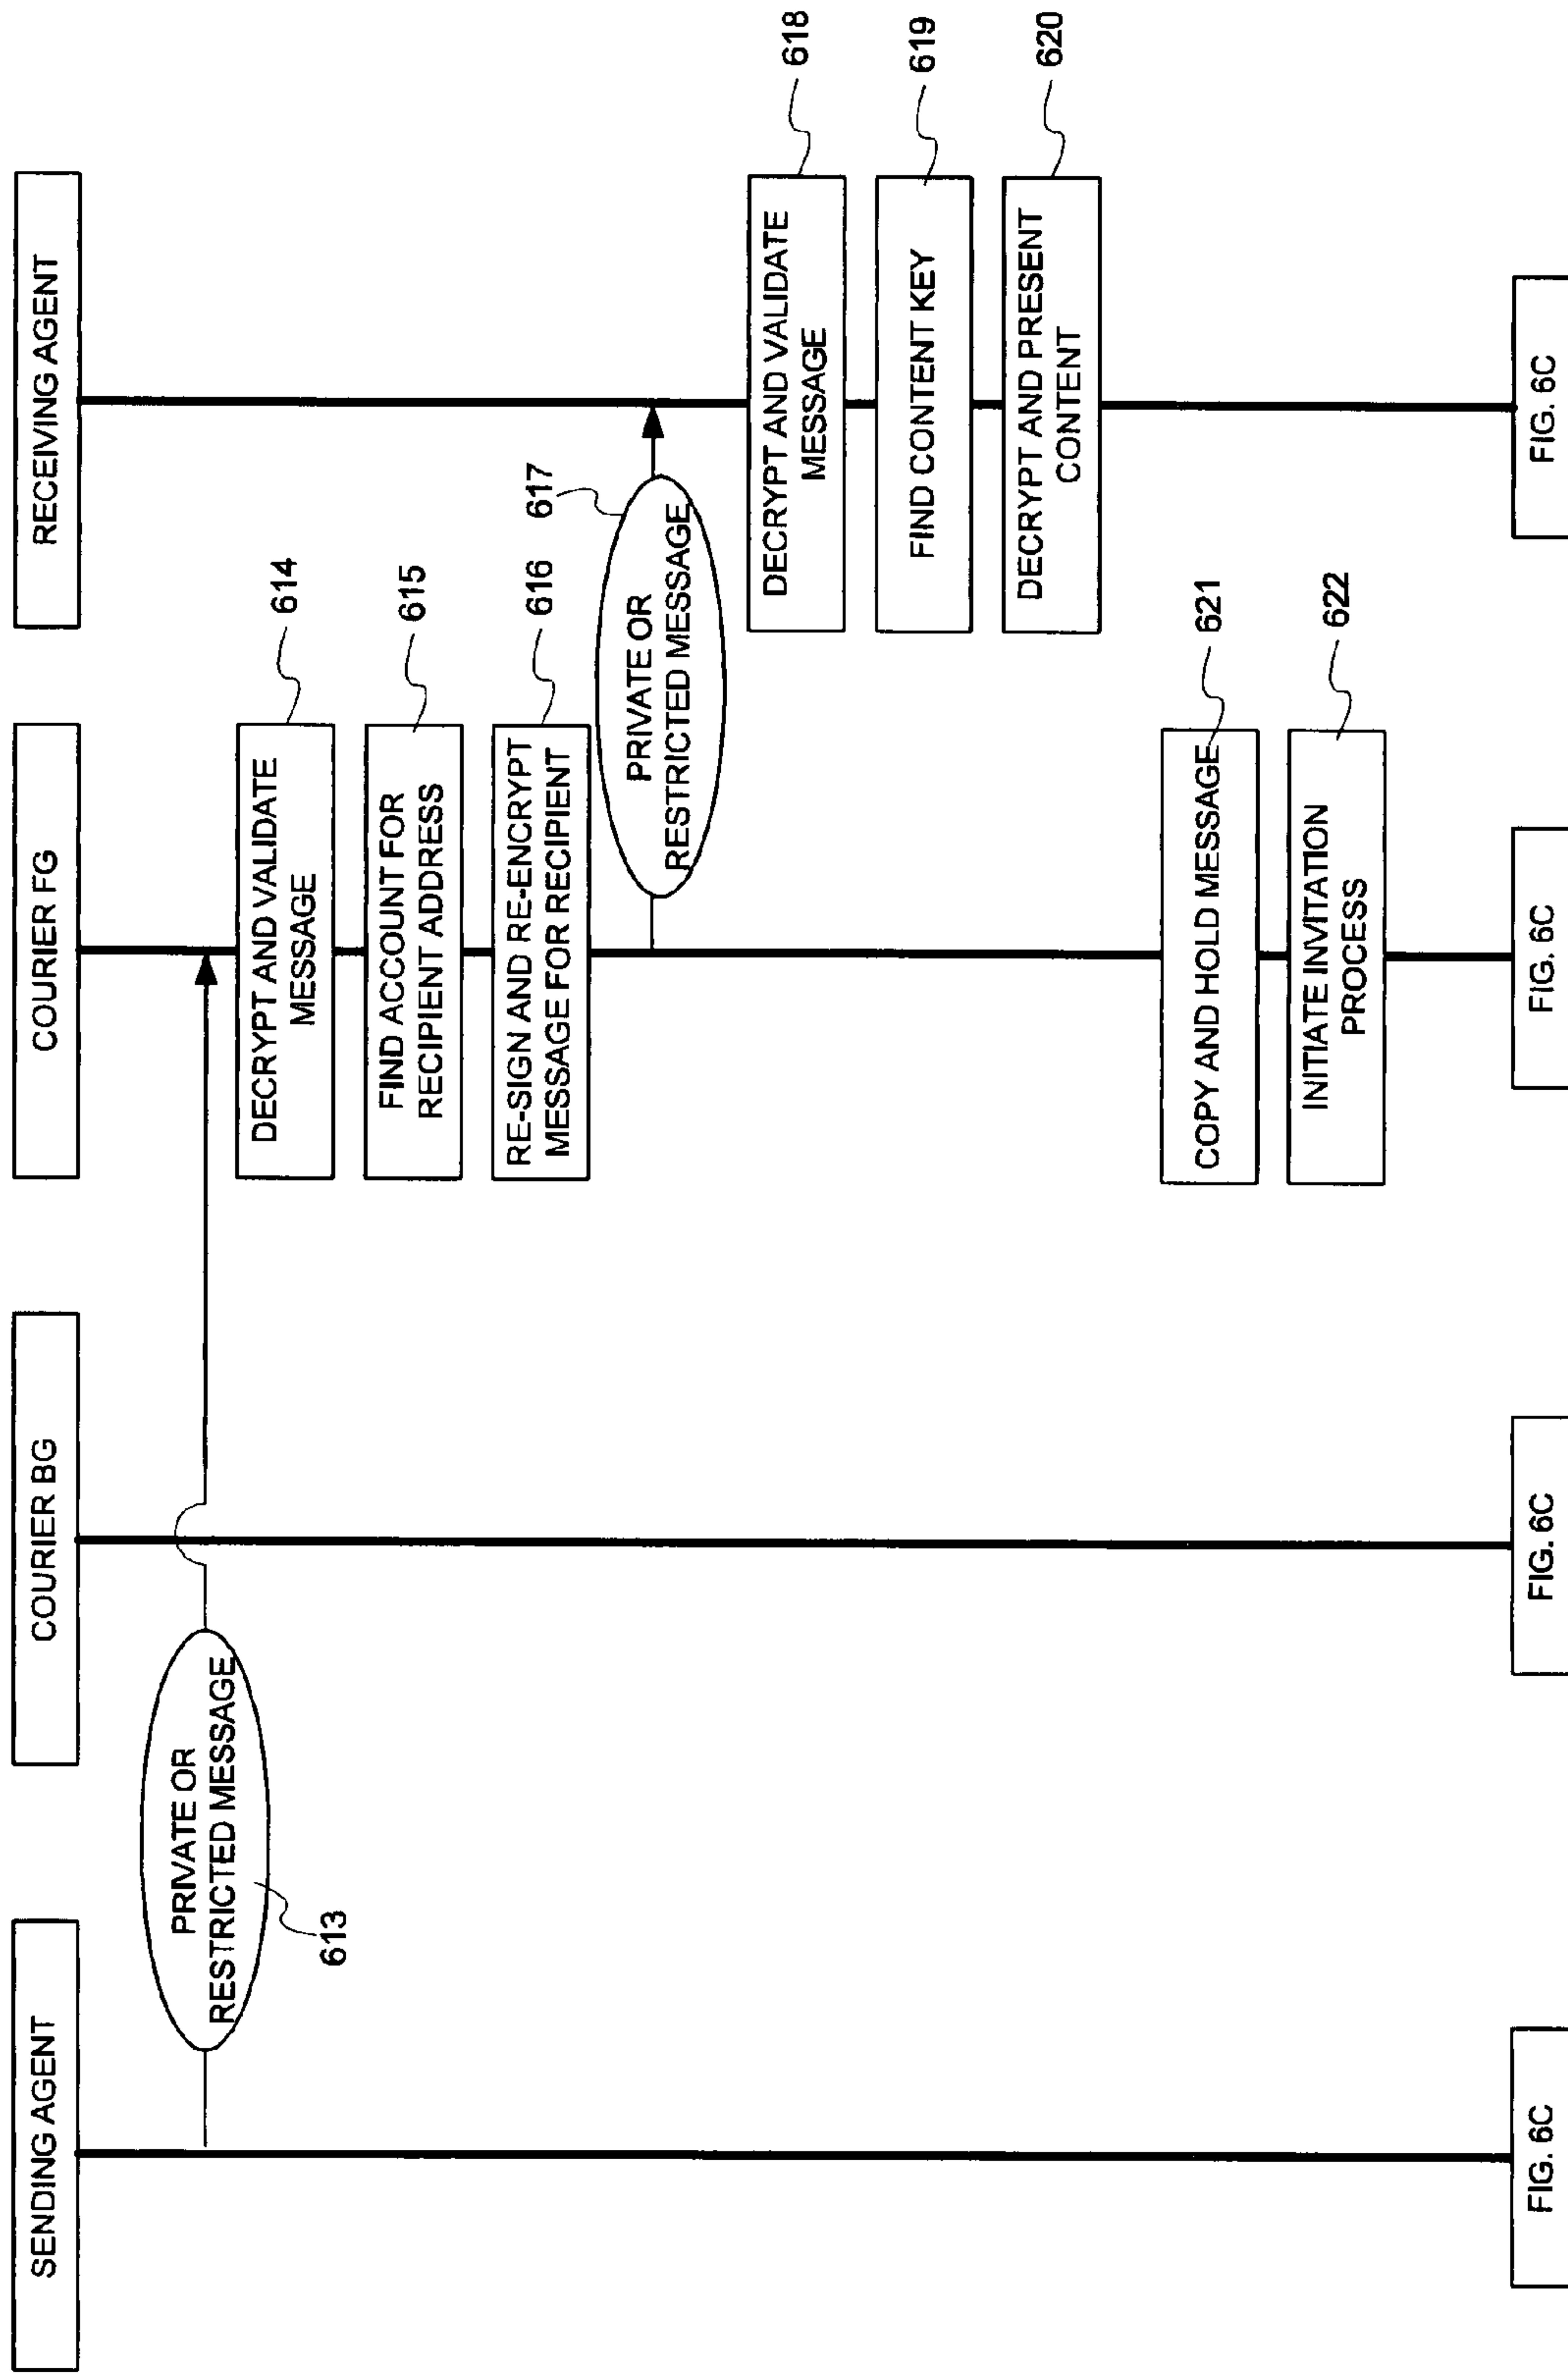 SENDING AGENT
COURIER BG
COURIER FG
RECEIVING AGENT
PRIVATE OR
RESTRICTED MESSAGE
613
DECRYPT AND VALIDATE
MESSAGE
614
FIND ACCOUNT FOR
RECIPIENT ADDRESS
615
RE-SIGN AND RE-ENCRYPT
MESSAGE FOR RECIPIENT
616
PRIVATE OR
RESTRICTED MESSAGE
617
DECRYPT AND VALIDATE
MESSAGE
618
FIND CONTENT KEY
619
DECRYPT AND PRESENT
CONTENT
620
COPY AND HOLD MESSAGE
621
INITIATE INVITATION
PROCESS
622
FIG. 6C
FIG. 6C
FIG. 6C
FIG. 6C